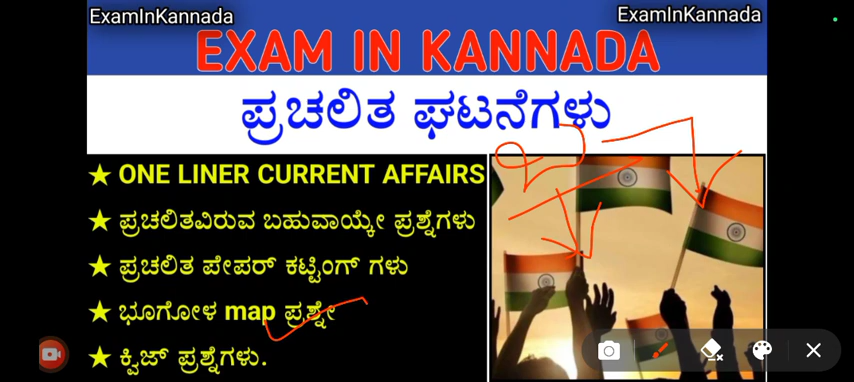 ExamInKannada
ExamInKannada
EXAM IN KANNADA
ಪ್ರಚಲಿತ ಘಟನೆಗಳು
★ ONE LINER CURRENT AFFAIRS
★ ಪ್ರಚಲಿತವಿರುವ ಬಹುವಾಯ್ಕೇ ಪ್ರಶ್ನೆಗಳು
★ ಪ್ರಚಲಿತ ಪೇಪರ್ ಕಟ್ಟಿಂಗ್ ಗಳು
★ ಭೂಗೋಳ map ಪ್ರಶ್ನೇ
★ ಕ್ವಿಜ್ ಪ್ರಶ್ನೆಗಳು.